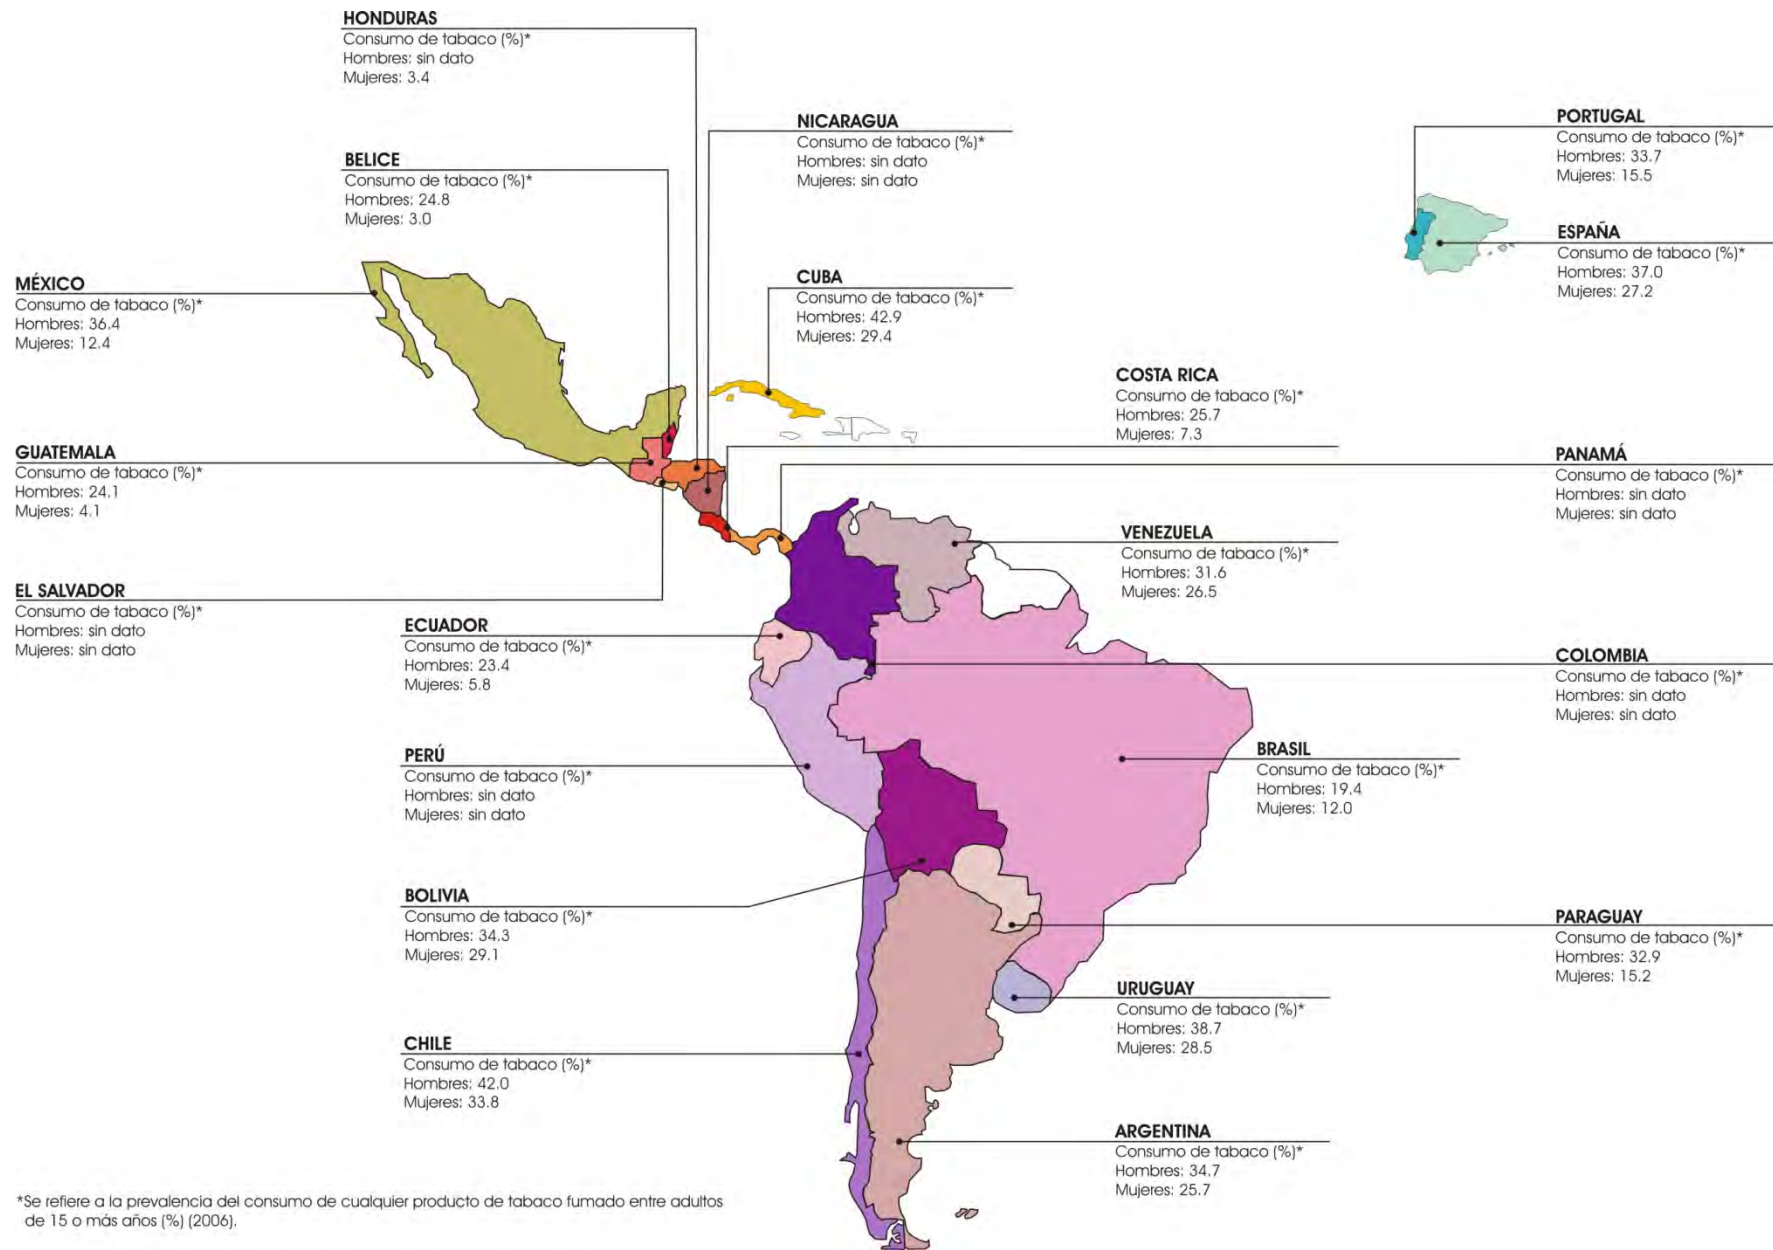 HONDURAS
Consumo de tabaco (%)*
Hombres: sin dato
Mujeres: 3.4
NICARAGUA
Consumo de tabaco (%)*
Hombres: sin dato
Mujeres: sin dato
PORTUGAL
Consumo de tabaco (%)*
Hombres: 33.7
Mujeres: 15.5
BELICE
Consumo de tabaco (%)*
Hombres: 24.8
Mujeres: 3.0
ESPAÑA
Consumo de tabaco (%)*
Hombres: 37.0
Mujeres: 27.2
MÉXICO
Consumo de tabaco (%)*
Hombres: 36.4
Mujeres: 12.4
CUBA
Consumo de tabaco (%)*
Hombres: 42.9
Mujeres: 29.4
COSTA RICA
Consumo de tabaco (%)*
Hombres: 25.7
Mujeres: 7.3
GUATEMALA
Consumo de tabaco (%)*
Hombres: 24.1
Mujeres: 4.1
PANAMÁ
Consumo de tabaco (%)*
Hombres: sin dato
Mujeres: sin dato
VENEZUELA
Consumo de tabaco (%)*
Hombres: 31.6
Mujeres: 26.5
EL SALVADOR
Consumo de tabaco (%)*
Hombres: sin dato
Mujeres: sin dato
ECUADOR
Consumo de tabaco (%)*
Hombres: 23.4
Mujeres: 5.8
COLOMBIA
Consumo de tabaco (%)*
Hombres: sin dato
Mujeres: sin dato
PERÚ
Consumo de tabaco (%)*
Hombres: sin dato
Mujeres: sin dato
BRASIL
Consumo de tabaco (%)*
Hombres: 19.4
Mujeres: 12.0
BOLIVIA
Consumo de tabaco (%)*
Hombres: 34.3
Mujeres: 29.1
PARAGUAY
Consumo de tabaco (%)*
Hombres: 32.9
Mujeres: 15.2
URUGUAY
Consumo de tabaco (%)*
Hombres: 38.7
Mujeres: 28.5
CHILE
Consumo de tabaco (%)*
Hombres: 42.0
Mujeres: 33.8
ARGENTINA
Consumo de tabaco (%)*
Hombres: 34.7
Mujeres: 25.7
*Se refiere a la prevalencia del consumo de cualquier producto de tabaco fumado entre adultos
de 15 o más años (%) (2006).